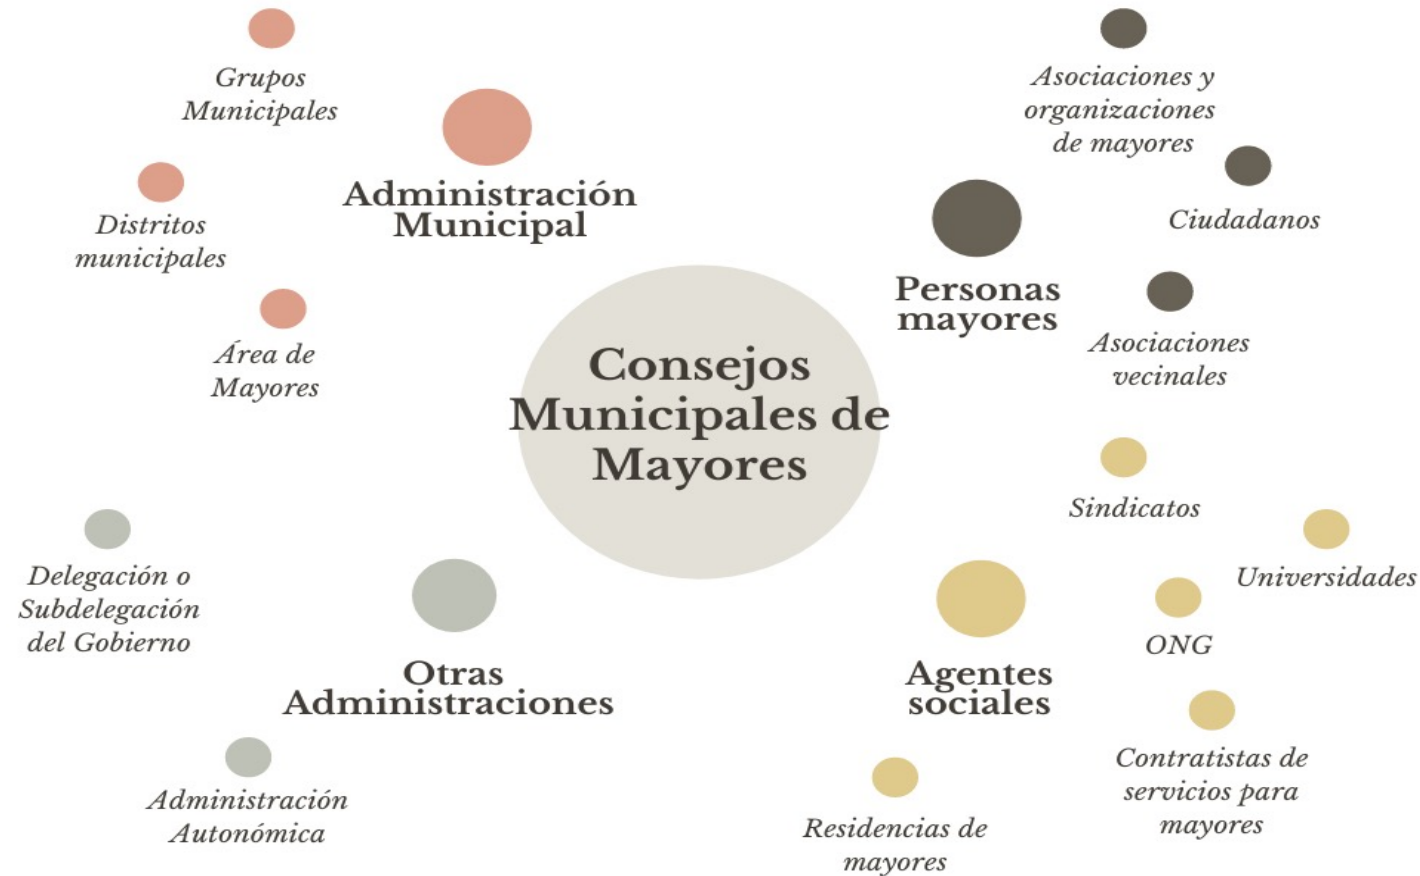 Grupos
Municipales
Distritos
municipales
Área de
Mayores
Administración
Municipal
Asociaciones y
organizaciones
de mayores
Ciudadanos
Asociaciones
vecinales
Personas
mayores
Consejos
Municipales de
Mayores
Delegación o
Subdelegación
del Gobierno
Administración
Autonómica
Otras
Administraciones
Sindicatos
Universidades
ONG
Agentes
sociales
Contratistas de
servicios para
mayores
Residencias de
mayores